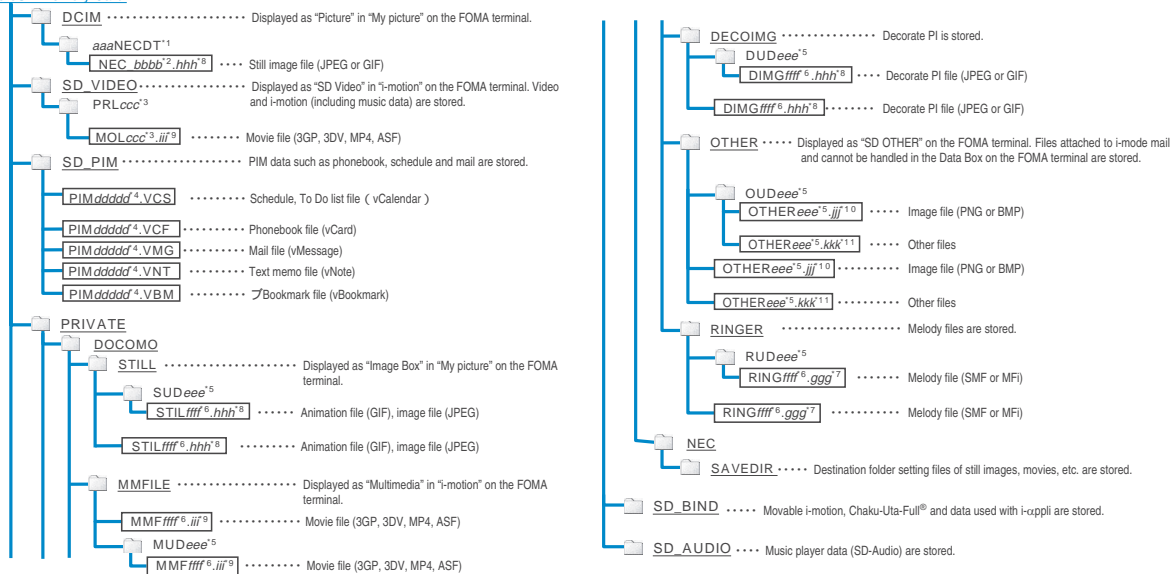 DCIM ・・・・・・・・・・・・・・・・ Displayed as “Picture” in “My picture” on the FOMA terminal.
aaaNECDT*1
NEC_bbbb*2.hhh*8 ・・・・ Still image file (JPEG or GIF)
SD_VIDEO ・・・・・・・・・・・ Displayed as “SD Video” in “i-motion” on the FOMA terminal. Video
and i-motion (including music data) are stored.
PRLccc*3
MOLccc*3.iii*9 ・・・・・・・・・ Movie file (3GP, 3DV, MP4, ASF)
SD_PIM ・・・・・・・・・・・・・・ PIM data such as phonebook, schedule and mail are stored.
PIMddddd*4.VCS ・・・・・・・・・ Schedule, To Do list file ( vCalendar )
PIMddddd*4.VCF ・・・・・・・・・ Phonebook file (vCard)
PIMddddd*4.VMG ・・・・・・・・・ Mail file (vMessage)
PIMddddd*4.VNT ・・・・・・・・・ Text memo file (vNote)
PIMddddd*4.VBM ・・・・・・・・・ ブBookmark file (vBookmark)
PRIVATE
DOCOMO
STILL ・・・・・・・・・・・・・・・・・・ Displayed as “Image Box” in “My picture” on the FOMA
terminal.
SUDeee*5
STILffff*6.hhh*8 ・・・・・・ Animation file (GIF), image file (JPEG)
STILffff*6.hhh*8 ・・・・・・・・・・ Animation file (GIF), image file (JPEG)
MMFILE ・・・・・・・・・・・・・・・・ Displayed as “Multimedia” in “i-motion” on the FOMA
terminal.
MMFffff*6.iii*9 ・・・・・・・・・・・・ Movie file (3GP, 3DV, MP4, ASF)
MUDeee*5
MMFffff*6.iii*9 ・・・・・・・・・ Movie file (3GP, 3DV, MP4, ASF)
DECOIMG ・・・・・・・・・・・・・・ Decorate PI is stored.
DUDeee*5
DIMGffff*6.hhh*8 ・・・・ Decorate PI file (JPEG or GIF)
DIMGffff*6.hhh*8 ・・・・・・・・ Decorate PI file (JPEG or GIF)
OTHER ・・・・・ Displayed as “SD OTHER” on the FOMA terminal. Files attached to i-mode mail
and cannot be handled in the Data Box on the FOMA terminal are stored.
OUDeee*5
OTHEReee*5.jjj*10 ・・・・・ Image file (PNG or BMP)
OTHEReee*5.kkk*11 ・・・・・ Other files
OTHEReee*5.jjj*10 ・・・・・・・・・ Image file (PNG or BMP)
OTHEReee*5.kkk*11 ・・・・・・・・・ Other files
RINGER ・・・・・・・・・・・・・・・・・ Melody files are stored.
RUDeee*5
RINGffff*6.ggg*7 ・・・・・ Melody file (SMF or MFi)
RINGffff*6.ggg*7 ・・・・・・・・・・ Melody file (SMF or MFi)
NEC
SAVEDIR ・・・・・ Destination folder setting files of still images, movies, etc. are stored.
SD_BIND ・・・・・ Movable i-motion, Chaku-Uta-Full® and data used with i-αppli are stored.
SD_AUDIO ・・・・ Music player data (SD-Audio) are stored.